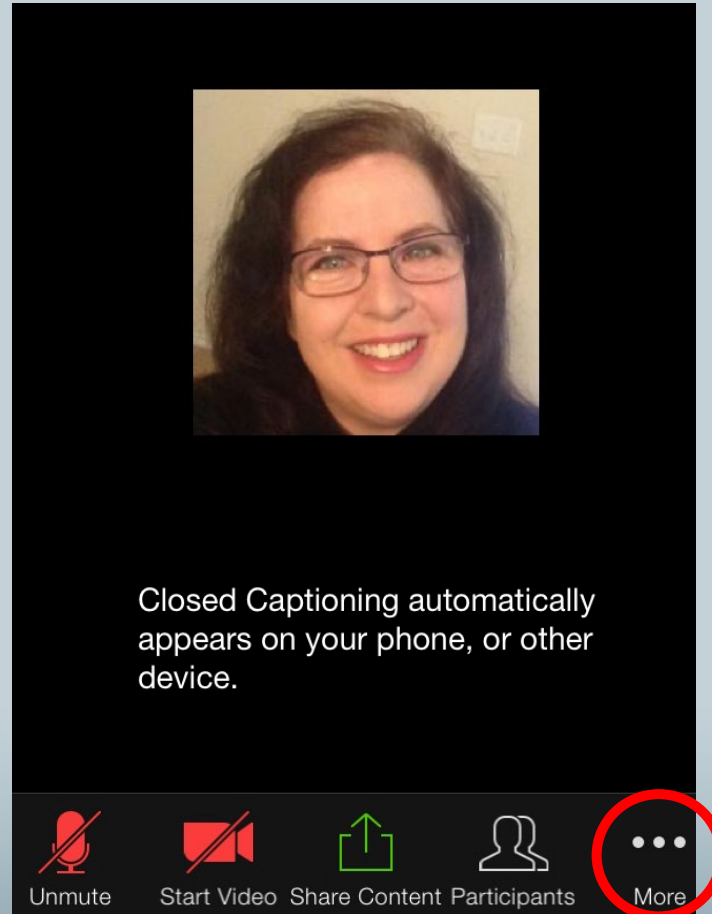 Closed Captioning automatically
appears on your phone, or other
device.
Unmute Start Video Share Content Participants More